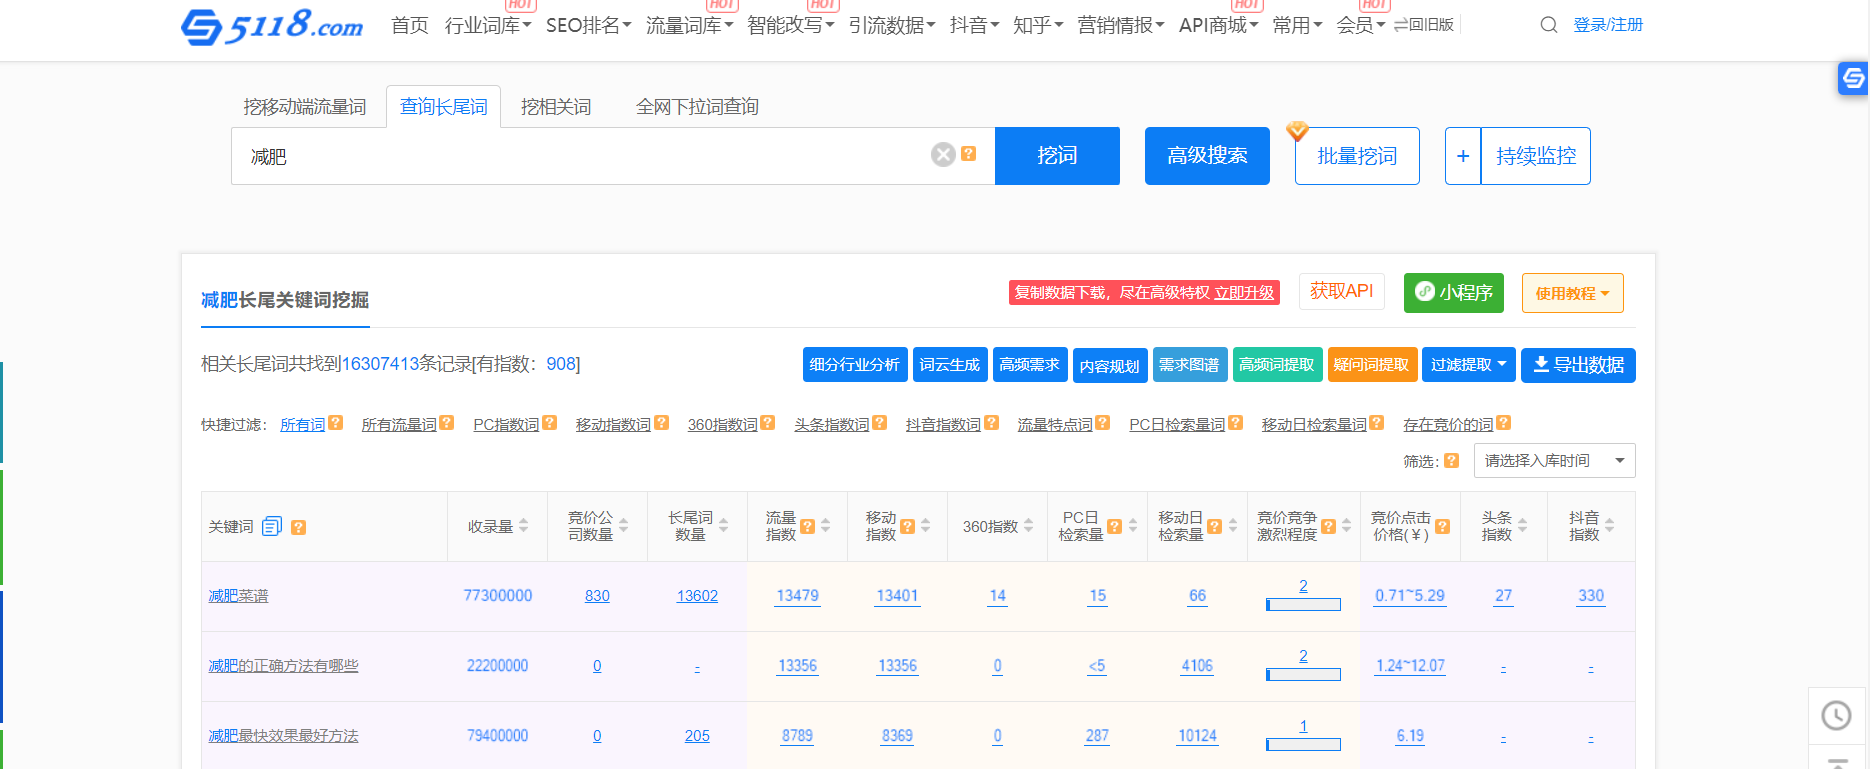 5118.com
首页 行业词库 HOT SEO排名 流量词库 HOT 智能改写 HOT 引流数据 抖音 知乎 营销情报 API商城 HOT 常用 会员 HOT 回旧版 登录/注册
挖移动端流量词 查询长尾词 挖相关词 全网下拉词查询
减肥 ? 挖词 高级搜索 批量挖词 + 持续监控
减肥长尾关键词挖掘 复制数据下载，尽在高级特权 立即升级 获取API 小程序 使用教程
相关长尾词共找到16307413条记录[有指数：908] 细分行业分析 词云生成 高频需求 内容规划 需求图谱 高频词提取 疑问词提取 过滤提取 导出数据
快捷过滤： 所有词? 所有流量词? PC指数词? 移动指数词? 360指数词? 头条指数词? 抖音指数词? 流量特点词? PC日检索量词? 移动日检索量词? 存在竞价的词?
筛选：? 请选择入库时间
关键词 ? 收录量 竞价公司数量 长尾词数量 流量指数? 移动指数? 360指数 PC日检索量? 移动日检索量? 竞价竞争激烈程度? 竞价点击价格(￥)? 头条指数 抖音指数
减肥菜谱 77300000 830 13602 13479 13401 14 15 66 2 0.71~5.29 27 330
减肥的正确方法有哪些 22200000 0 - 13356 13356 0 <5 4106 2 1.24~12.07 - -
减肥最快效果最好方法 79400000 0 205 8789 8369 0 287 10124 1 6.19 - -